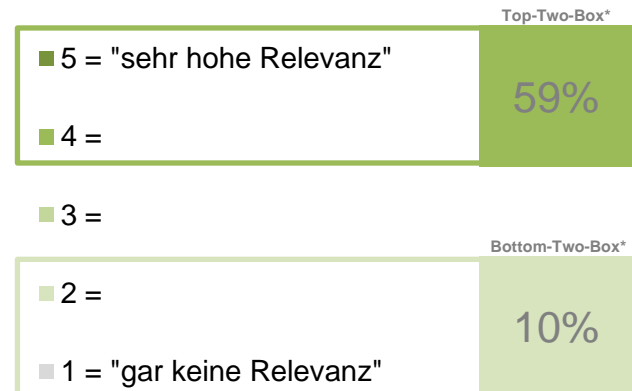 Top-Two-Box*
5 = "sehr hohe Relevanz"
59%
4 =
3 =
Bottom-Two-Box*
2 =
10%
1 = "gar keine Relevanz"